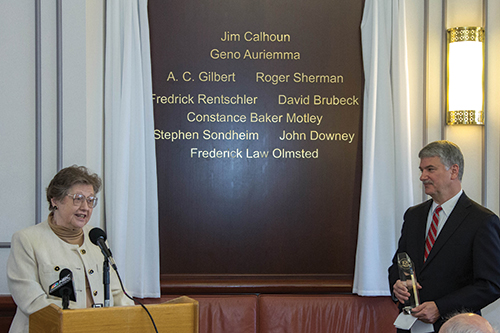 Jim Calhoun
Geno Auriemma
A. C. Gilbert Roger Sherman
Fredrick Rentschler David Brubeck
Constance Baker Motley
Stephen Sondheim John Downey
Frederick Law Olmsted